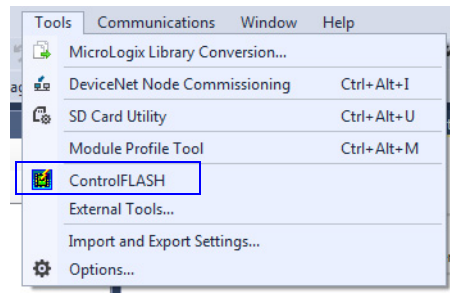 Tools Communications Window Help
MicroLogix Library Conversion...
DeviceNet Node Commissioning Ctrl+Alt+I
SD Card Utility Ctrl+Alt+U
Module Profile Tool Ctrl+Alt+M
ControlFLASH
External Tools...
Import and Export Settings...
Options...